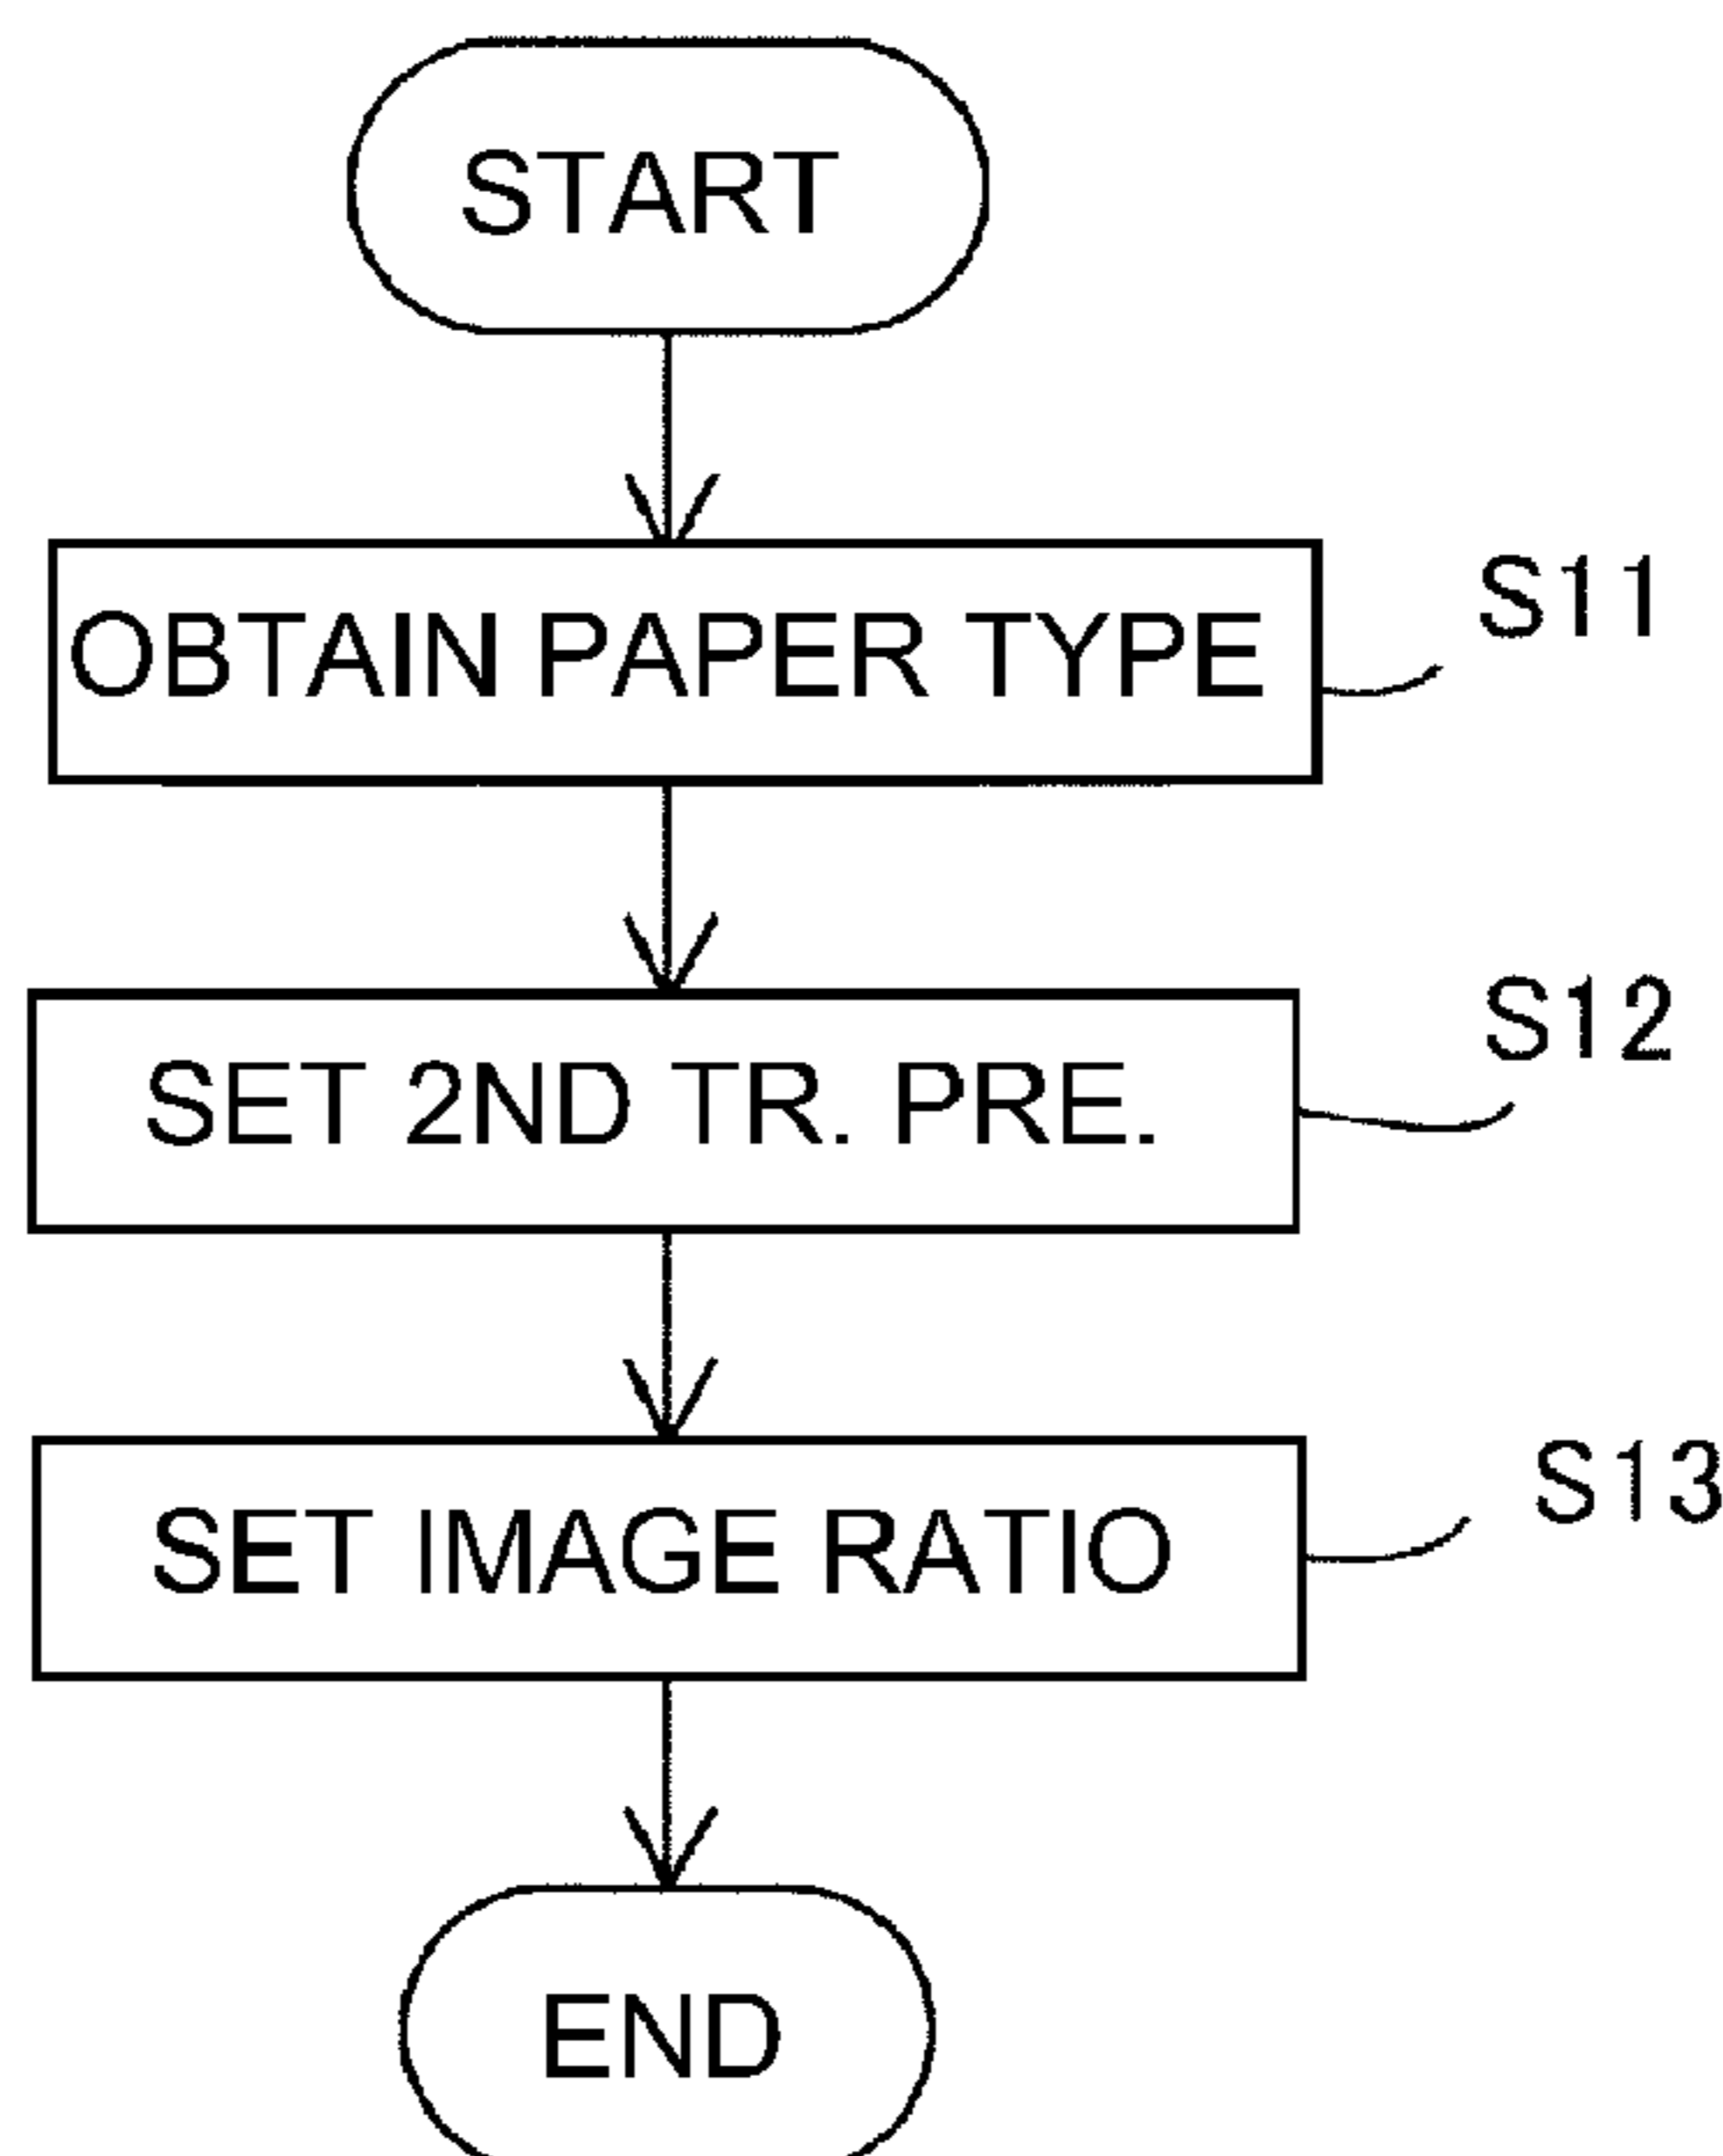 START
OBTAIN PAPER TYPE
S11
SET 2ND TR. PRE.
S12
SET IMAGE RATIO
S13
END